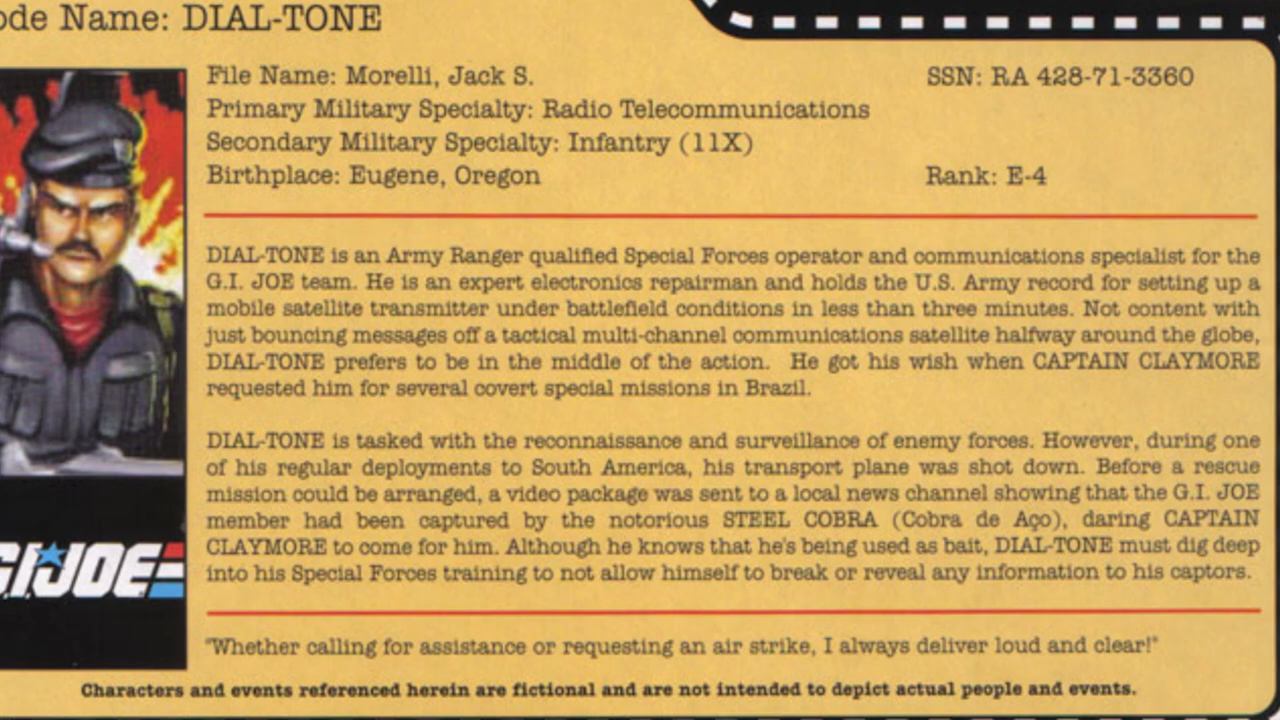 ode Name: DIAL-TONE
File Name: Morelli, Jack S. SSN: RA 428-71-3360
Primary Military Specialty: Radio Telecommunications
Secondary Military Specialty: Infantry (11X)
Birthplace: Eugene, Oregon Rank: E-4
DIAL-TONE is an Army Ranger qualified Special Forces operator and communications specialist for the
G.I. JOE team. He is an expert electronics repairman and holds the U.S. Army record for setting up a
mobile satellite transmitter under battlefield conditions in less than three minutes. Not content with
just bouncing messages off a tactical multi-channel communications satellite halfway around the globe,
DIAL-TONE prefers to be in the middle of the action. He got his wish when CAPTAIN CLAYMORE
requested him for several covert special missions in Brazil.
DIAL-TONE is tasked with the reconnaissance and surveillance of enemy forces. However, during one
of his regular deployments to South America, his transport plane was shot down. Before a rescue
mission could be arranged, a video package was sent to a local news channel showing that the G.I. JOE
member had been captured by the notorious STEEL COBRA (Cobra de Aço), daring CAPTAIN
CLAYMORE to come for him. Although he knows that he's being used as bait, DIAL-TONE must dig deep
into his Special Forces training to not allow himself to break or reveal any information to his captors.
G.I. JOE
"Whether calling for assistance or requesting an air strike, I always deliver loud and clear!"
Characters and events referenced herein are fictional and are not intended to depict actual people and events.